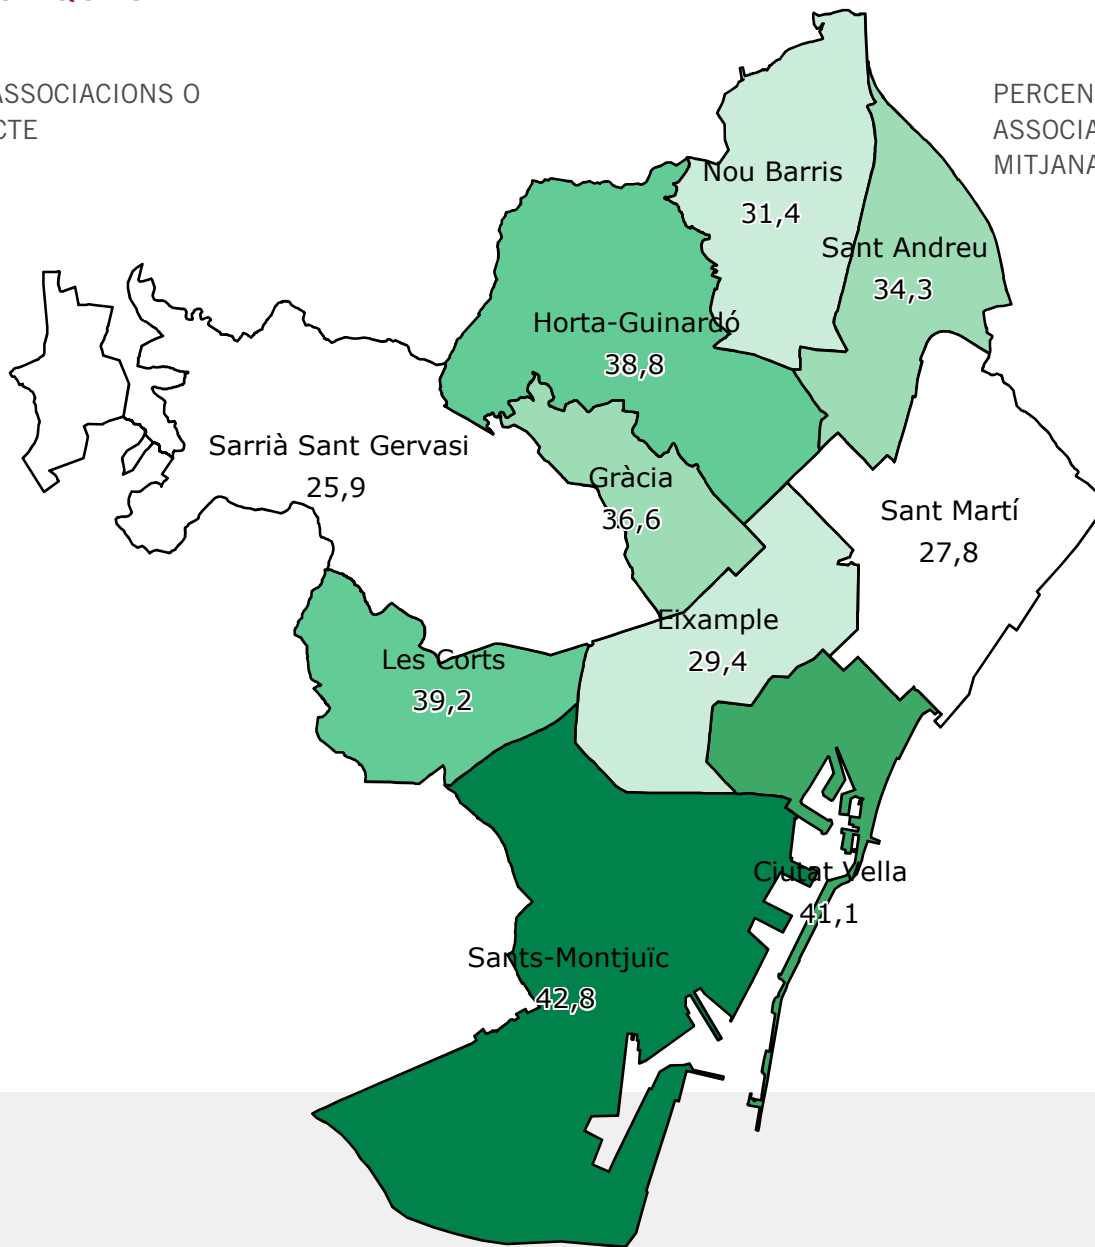 ASSOCIACIONS O
CTE
PERCEN
ASSOCIA
MITJANA
Nou Barris
31,4
Sant Andreu
34,3
Horta-Guinardó
38,8
Sarrià Sant Gervasi
25,9
Gràcia
36,6
Sant Martí
27,8
Eixample
29,4
Les Corts
39,2
Ciutat Vella
41,1
Sants-Montjuïc
42,8